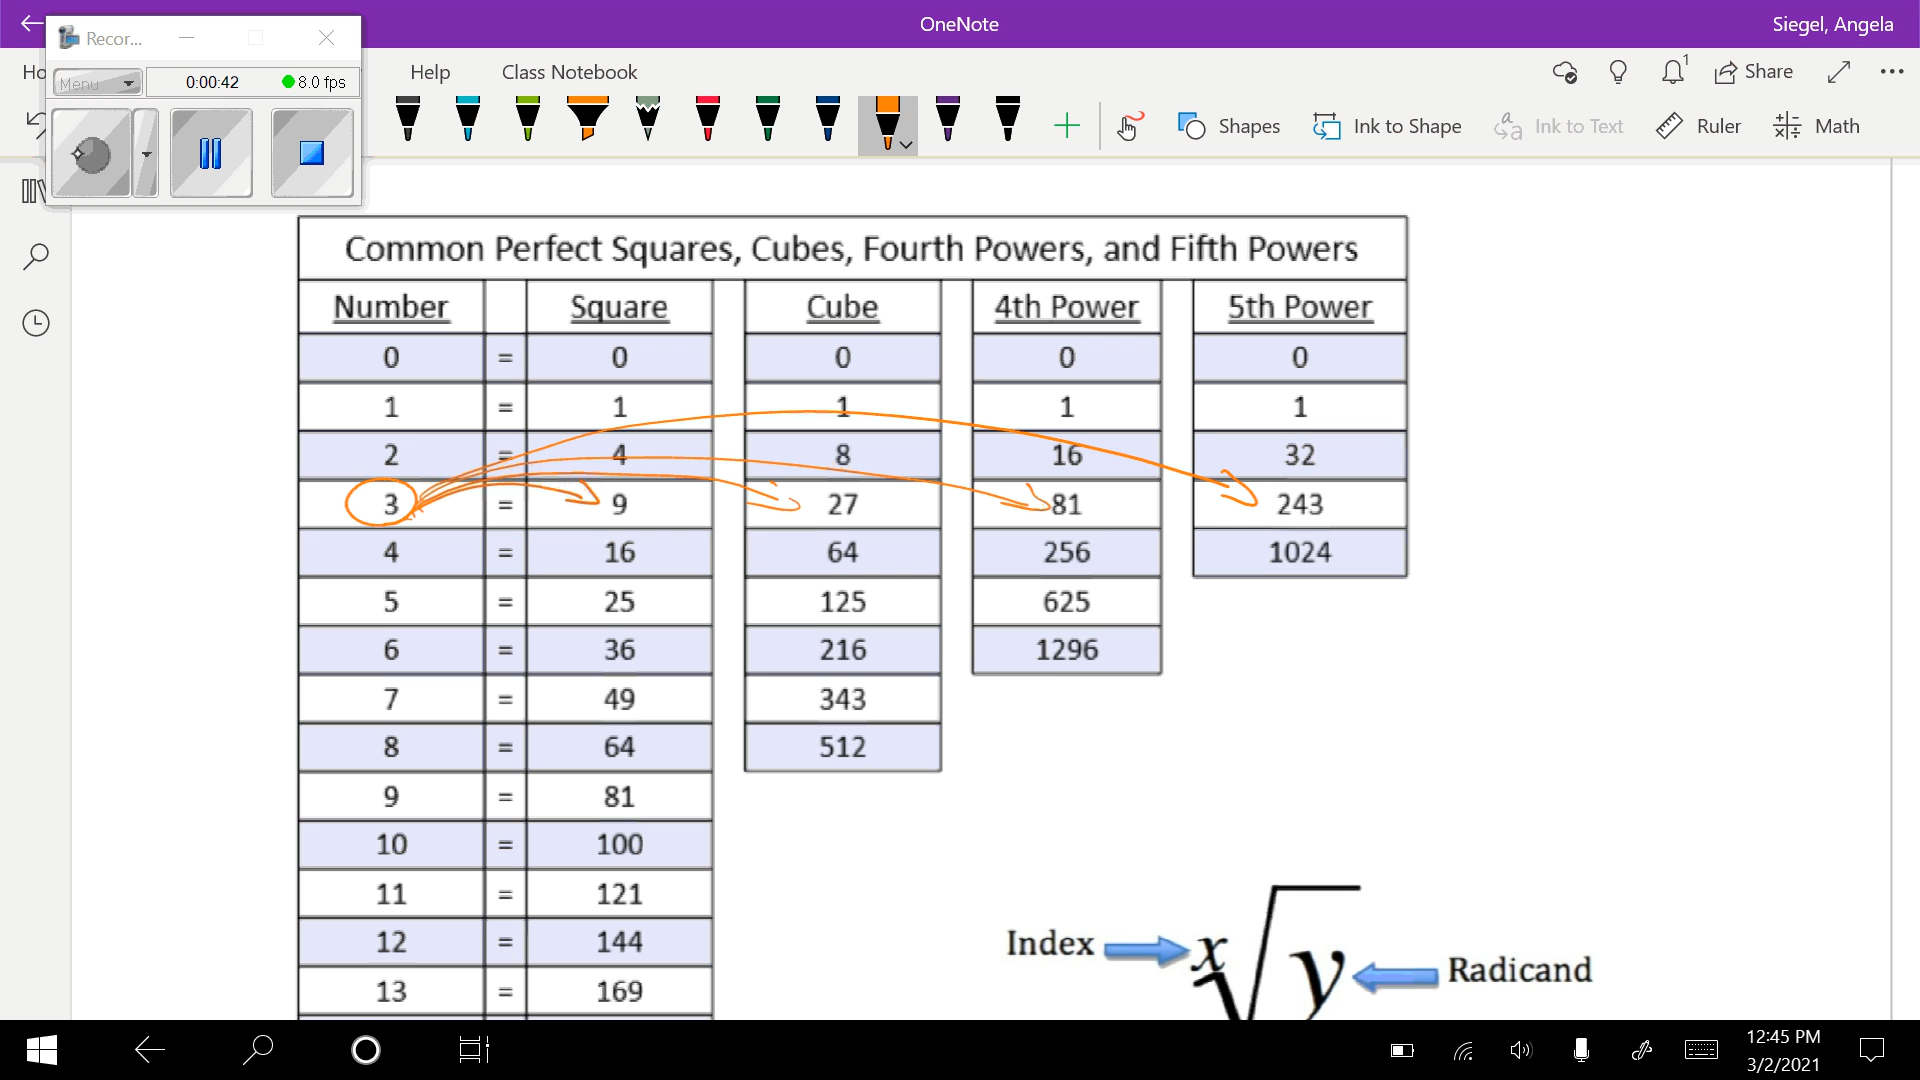 OneNote
Siegel, Angela
Recor...
Menu
0:00:42
8.0 fps
Help
Class Notebook
1
Share
Shapes
Ink to Shape
Ink to Text
Ruler
Math
Common Perfect Squares, Cubes, Fourth Powers, and Fifth Powers
Number Square Cube 4th Power 5th Power
0 = 0 0 0 0
1 = 1 1 1 1
2 = 4 8 16 32
3 = 9 27 81 243
4 = 16 64 256 1024
5 = 25 125 625
6 = 36 216 1296
7 = 49 343
8 = 64 512
9 = 81
10 = 100
11 = 121
12 = 144
13 = 169
Index x√y Radicand
12:45 PM
3/2/2021